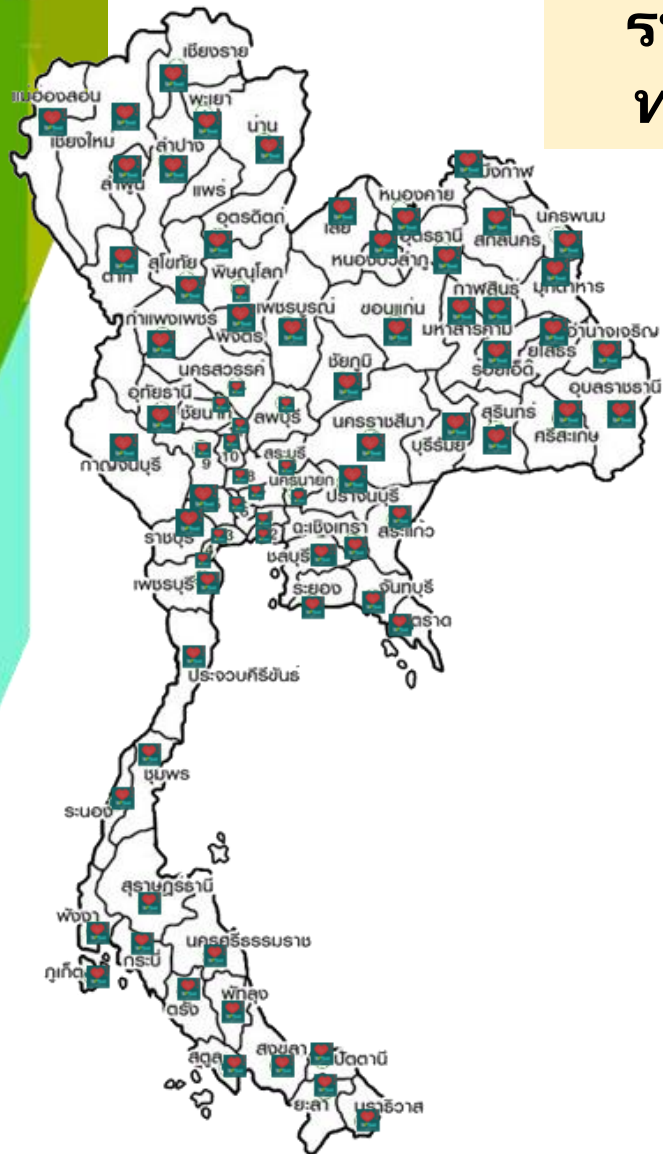 เชียงราย
แม่ฮ่องสอน
เชียงใหม่
พะเยา
น่าน
ลำปาง
ลำพูน
แพร่
อุตรดิตถ์
ตาก
สุโขทัย
พิษณุโลก
กำแพงเพชร
พิจิตร
เพชรบูรณ์
เลย
หนองคาย
บึงกาฬ
อุดรธานี
หนองบัวลำภู
สกลนคร
นครพนม
มุกดาหาร
กาฬสินธุ์
ขอนแก่น
มหาสารคาม
ร้อยเอ็ด
ยโสธร
อำนาจเจริญ
ชัยภูมิ
นครสวรรค์
อุทัยธานี
ชัยนาท
ลพบุรี
นครราชสีมา
บุรีรัมย์
สุรินทร์
ศรีสะเกษ
อุบลราชธานี
กาญจนบุรี
9
10
8
สระบุรี
นครนายก
ปราจีนบุรี
6
ราชบุรี
3
2
4
ฉะเชิงเทรา
สระแก้ว
ชลบุรี
เพชรบุรี
ระยอง
จันทบุรี
ตราด
ประจวบคีรีขันธ์
ชุมพร
ระนอง
สุราษฎร์ธานี
พังงา
กระบี่
นครศรีธรรมราช
ภูเก็ต
ตรัง
พัทลุง
สตูล
สงขลา
ปัตตานี
ยะลา
นราธิวาส